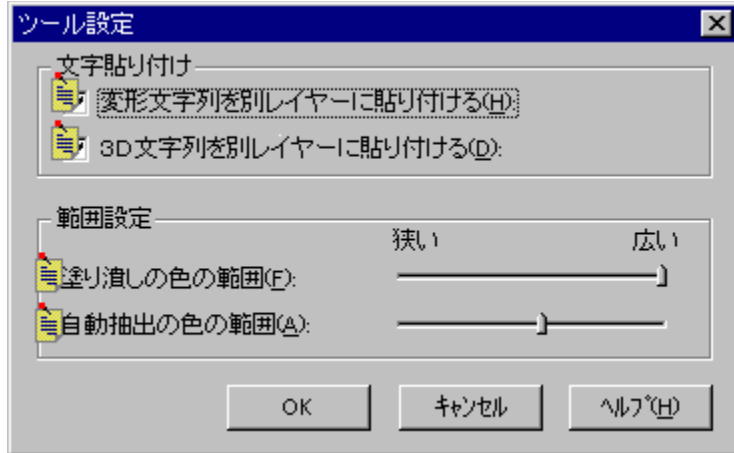 ツール設定
文字貼り付け
変形文字列を別レイヤーに貼り付ける(H):
3D文字列を別レイヤーに貼り付ける(D):
範囲設定
狭い 広い
塗り潰しの色の範囲(F):
自動抽出の色の範囲(A):
OK ｷｬﾝｾﾙ ﾍﾙﾌﾟ(H)